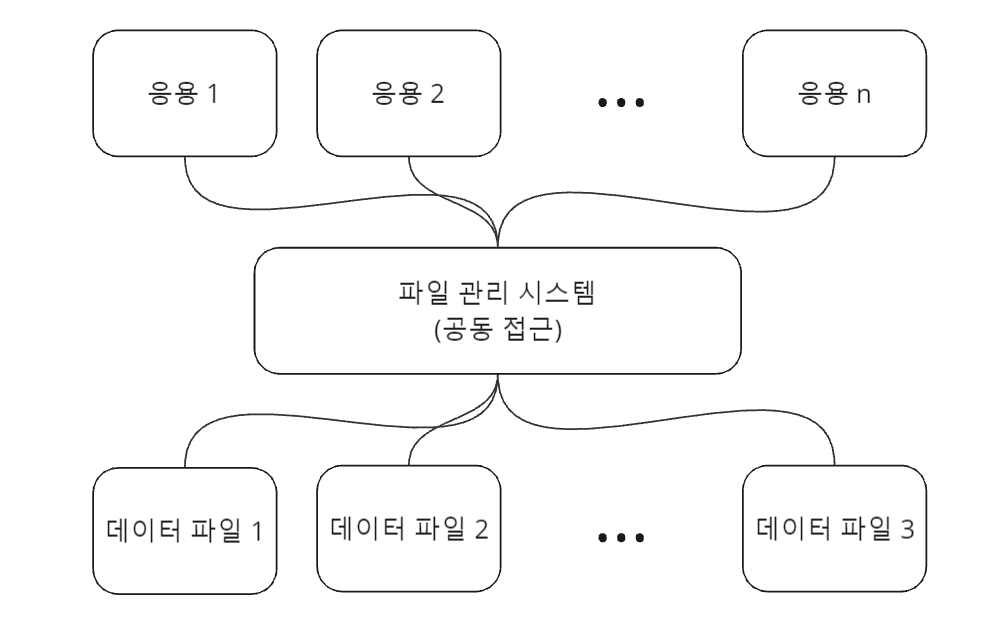 응용 1
응용 2
•••
응용 n
파일 관리 시스템
(공동 접근)
데이터 파일 1
데이터 파일 2
•••
데이터 파일 3